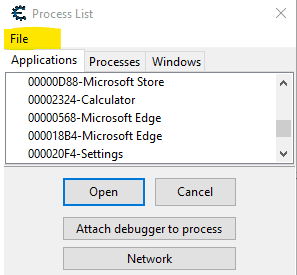 Process List
File
Applications Processes Windows
00000D88-Microsoft Store
00002324-Calculator
00000568-Microsoft Edge
000018B4-Microsoft Edge
000020F4-Settings
Open Cancel
Attach debugger to process
Network